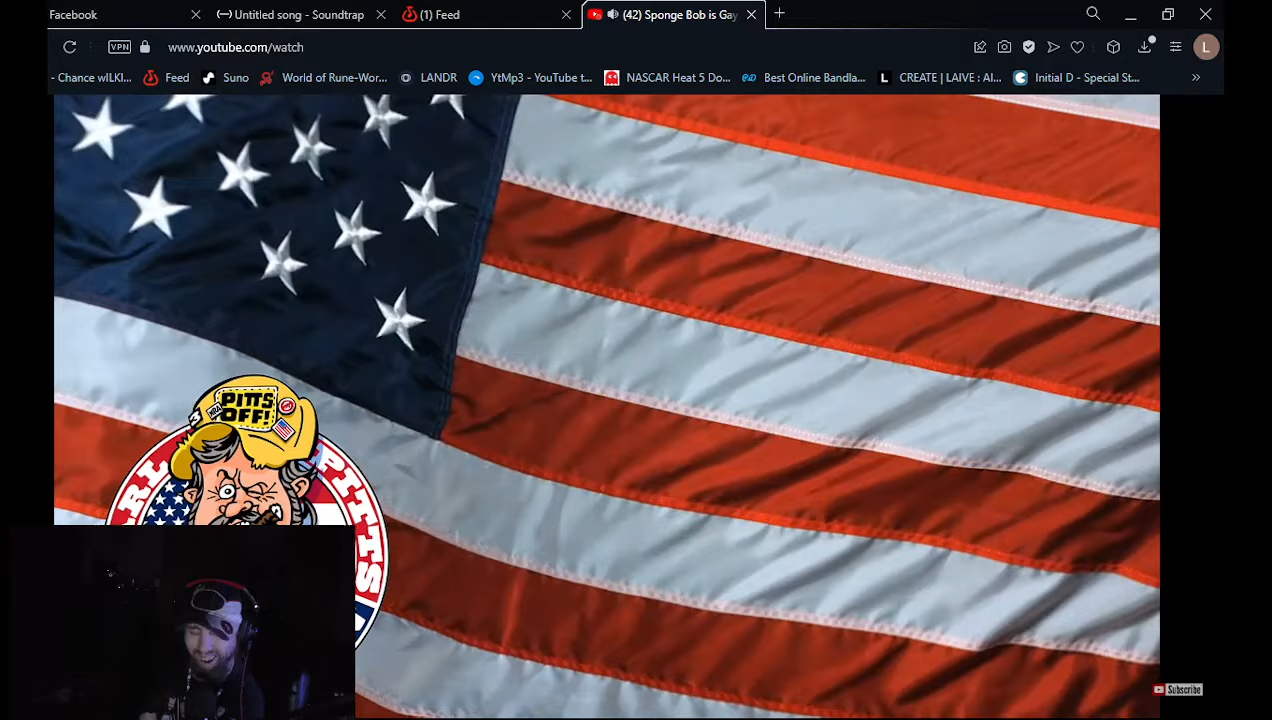 Facebook
Untitled song - Soundtrap
(1) Feed
(42) Sponge Bob is Gay
VPN
www.youtube.com/watch
L
- Chance wILKI...
Feed
Suno
World of Rune-Wor...
LANDR
YtMp3 - YouTube t...
NASCAR Heat 5 Do...
Best Online Bandla...
L CREATE | LAIVE : AI...
Initial D - Special St...
PITTS
OFF!
RL PITTS
Subscribe